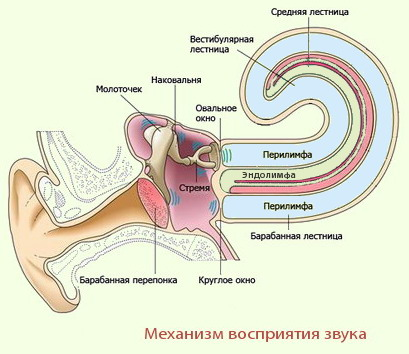 Средняя лестница
Вестибулярная
лестница
Наковальня
Молоточек
Овальное
окно
Перилимфа
Эндолимфа
Стремя
Перилимфа
Барабанная лестница
Барабанная перепонка
Круглое окно
Механизм восприятия звука